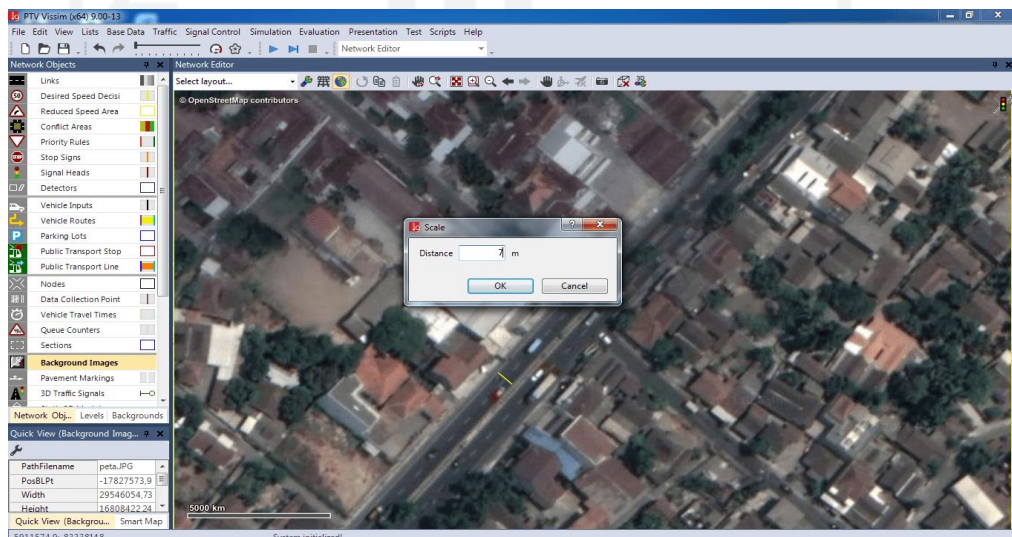 PTV Vissim (x64) 9.00-13
File Edit View Lists Base Data Traffic Signal Control Simulation Evaluation Presentation Test Scripts Help
Network Editor
Network Objects
Network Editor
Select layout...
Links
Desired Speed Decisi
Reduced Speed Area
Conflict Areas
Priority Rules
Stop Signs
Signal Heads
Detectors
Vehicle Inputs
Vehicle Routes
Parking Lots
Public Transport Stop
Public Transport Line
Nodes
Data Collection Point
Vehicle Travel Times
Queue Counters
Sections
Background Images
Pavement Markings
3D Traffic Signals
Network Obj... Levels Backgrounds
Quick View (Background Imag...
PathFilename peta.JPG
PosBLPt -17827573,9
Width 29546054,73
Height 16808422,24
Quick View (Backgrou... Smart Map
© OpenStreetMap contributors
Scale
Distance 7 m
OK Cancel
5000 km